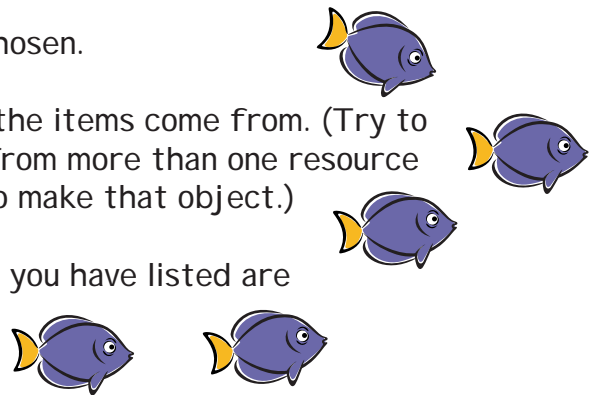 hosen.
the items come from. (Try to
from more than one resource
o make that object.)
you have listed are